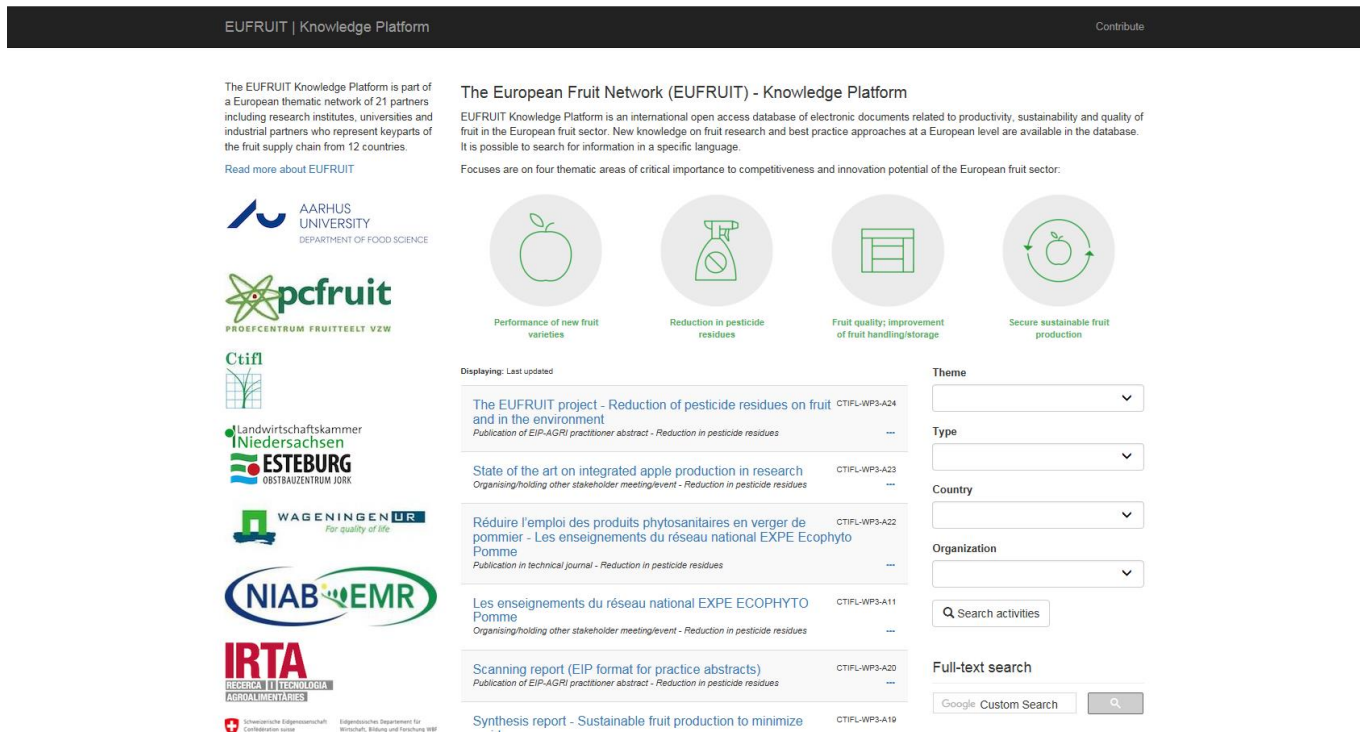 EUFRUIT | Knowledge Platform
Contribute
The EUFRUIT Knowledge Platform is part of
a European thematic network of 21 partners
including research institutes, universities and
industrial partners who represent keyparts of
the fruit supply chain from 12 countries.
Read more about EUFRUIT
AARHUS
UNIVERSITY
DEPARTMENT OF FOOD SCIENCE
pcfruit
PROEFCENTRUM FRUITTEELT VZW
Ctifl
Landwirtschaftskammer
Niedersachsen
ESTEBURG
OBSTBAUZENTRUM JORK
WAGENINGEN UR
For quality of life
NIAB EMR
IRTA
RECERCA I TECNOLOGIA
AGROALIMENTÀRIES
Schweizerische Eidgenossenschaft
Confédération suisse
Eidgenössisches Departement für
Wirtschaft, Bildung und Forschung WBF
The European Fruit Network (EUFRUIT) - Knowledge Platform
EUFRUIT Knowledge Platform is an international open access database of electronic documents related to productivity, sustainability and quality of
fruit in the European fruit sector. New knowledge on fruit research and best practice approaches at a European level are available in the database.
It is possible to search for information in a specific language.
Focuses are on four thematic areas of critical importance to competitiveness and innovation potential of the European fruit sector:
Performance of new fruit
varieties
Reduction in pesticide
residues
Fruit quality; improvement
of fruit handling/storage
Secure sustainable fruit
production
Displaying: Last updated
The EUFRUIT project - Reduction of pesticide residues on fruit CTIFL-WP3-A24
and in the environment
Publication of EIP-AGRI practitioner abstract - Reduction in pesticide residues
State of the art on integrated apple production in research CTIFL-WP3-A23
Organising/holding other stakeholder meeting/event - Reduction in pesticide residues
Réduire l'emploi des produits phytosanitaires en verger de CTIFL-WP3-A22
pommier - Les enseignements du réseau national EXPE Ecophyto
Pomme
Publication in technical journal - Reduction in pesticide residues
Les enseignements du réseau national EXPE ECOPHYTO CTIFL-WP3-A11
Pomme
Organising/holding other stakeholder meeting/event - Reduction in pesticide residues
Scanning report (EIP format for practice abstracts) CTIFL-WP3-A20
Publication of EIP-AGRI practitioner abstract - Reduction in pesticide residues
Synthesis report - Sustainable fruit production to minimize CTIFL-WP3-A19
Theme
Type
Country
Organization
Search activities
Full-text search
Google Custom Search